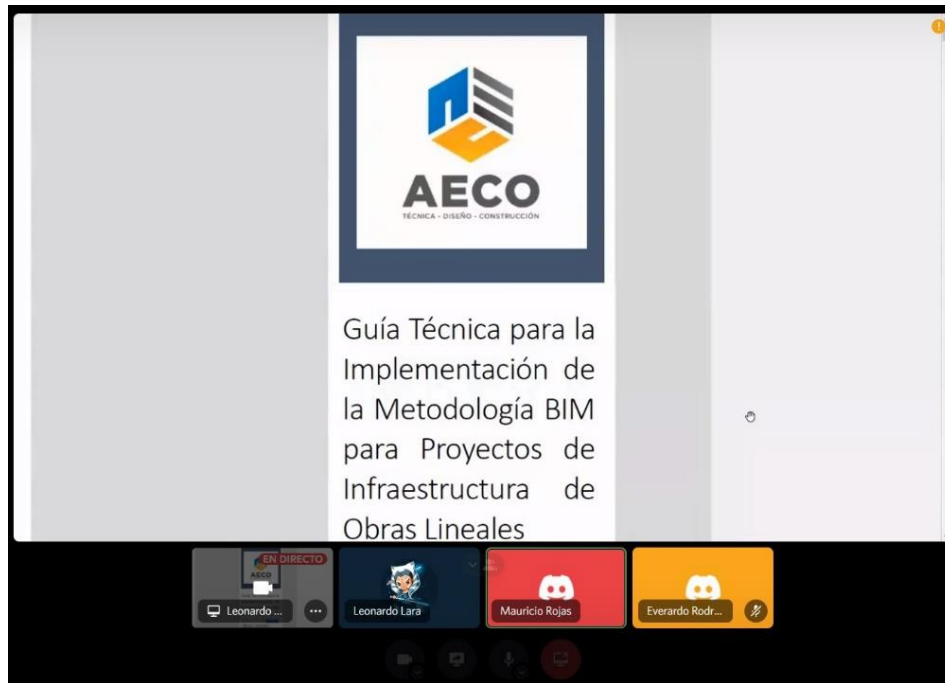 AECO
TÉCNICA - DISEÑO - CONSTRUCCIÓN
Guía Técnica para la
Implementación de
la Metodología BIM
para Proyectos de
Infraestructura de
Obras Lineales
EN DIRECTO
AECO
Leonardo ...
Leonardo Lara
Mauricio Rojas
Everardo Rodr...